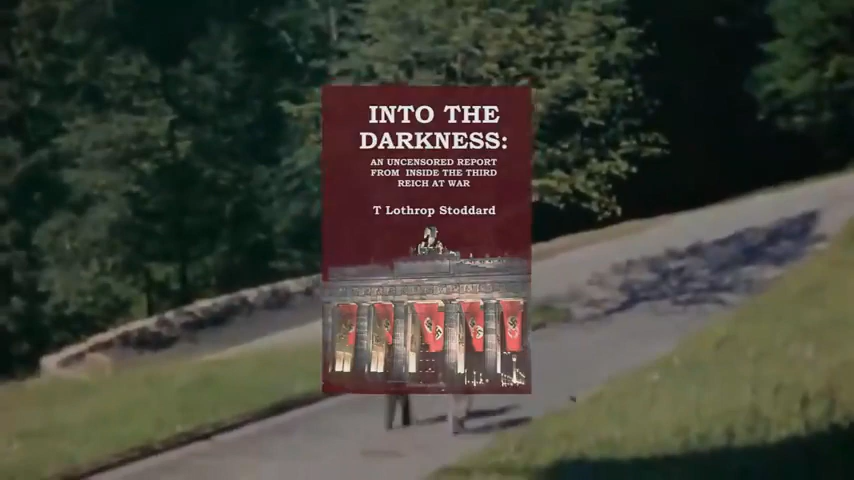 INTO THE
DARKNESS:
AN UNCENSORED REPORT
FROM INSIDE THE THIRD
REICH AT WAR
T Lothrop Stoddard